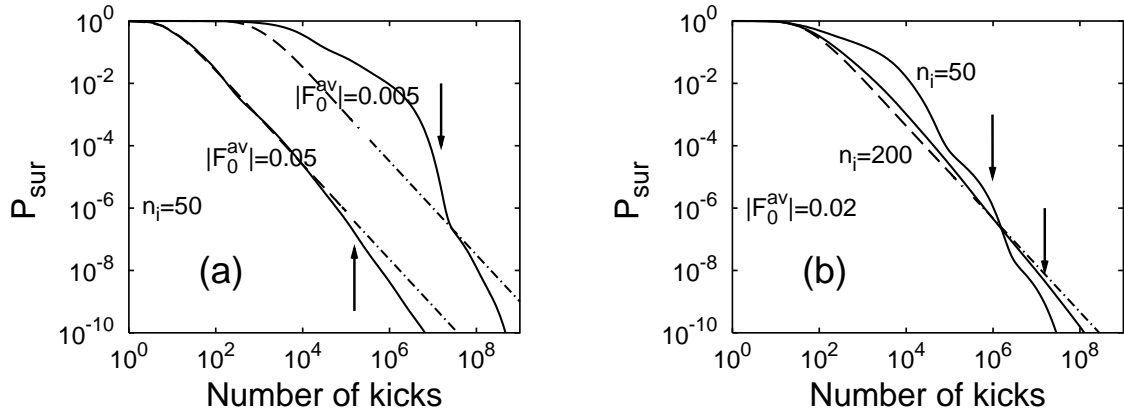 10^0
10^-2
10^-4
10^-6
10^-8
10^-10
P_sur
|F_0^av|=0.005
|F_0^av|=0.05
n_i=50
(a)
10^0 10^2 10^4 10^6 10^8
Number of kicks
10^0
10^-2
10^-4
10^-6
10^-8
10^-10
P_sur
n_i=50
n_i=200
|F_0^av|=0.02
(b)
10^0 10^2 10^4 10^6 10^8
Number of kicks